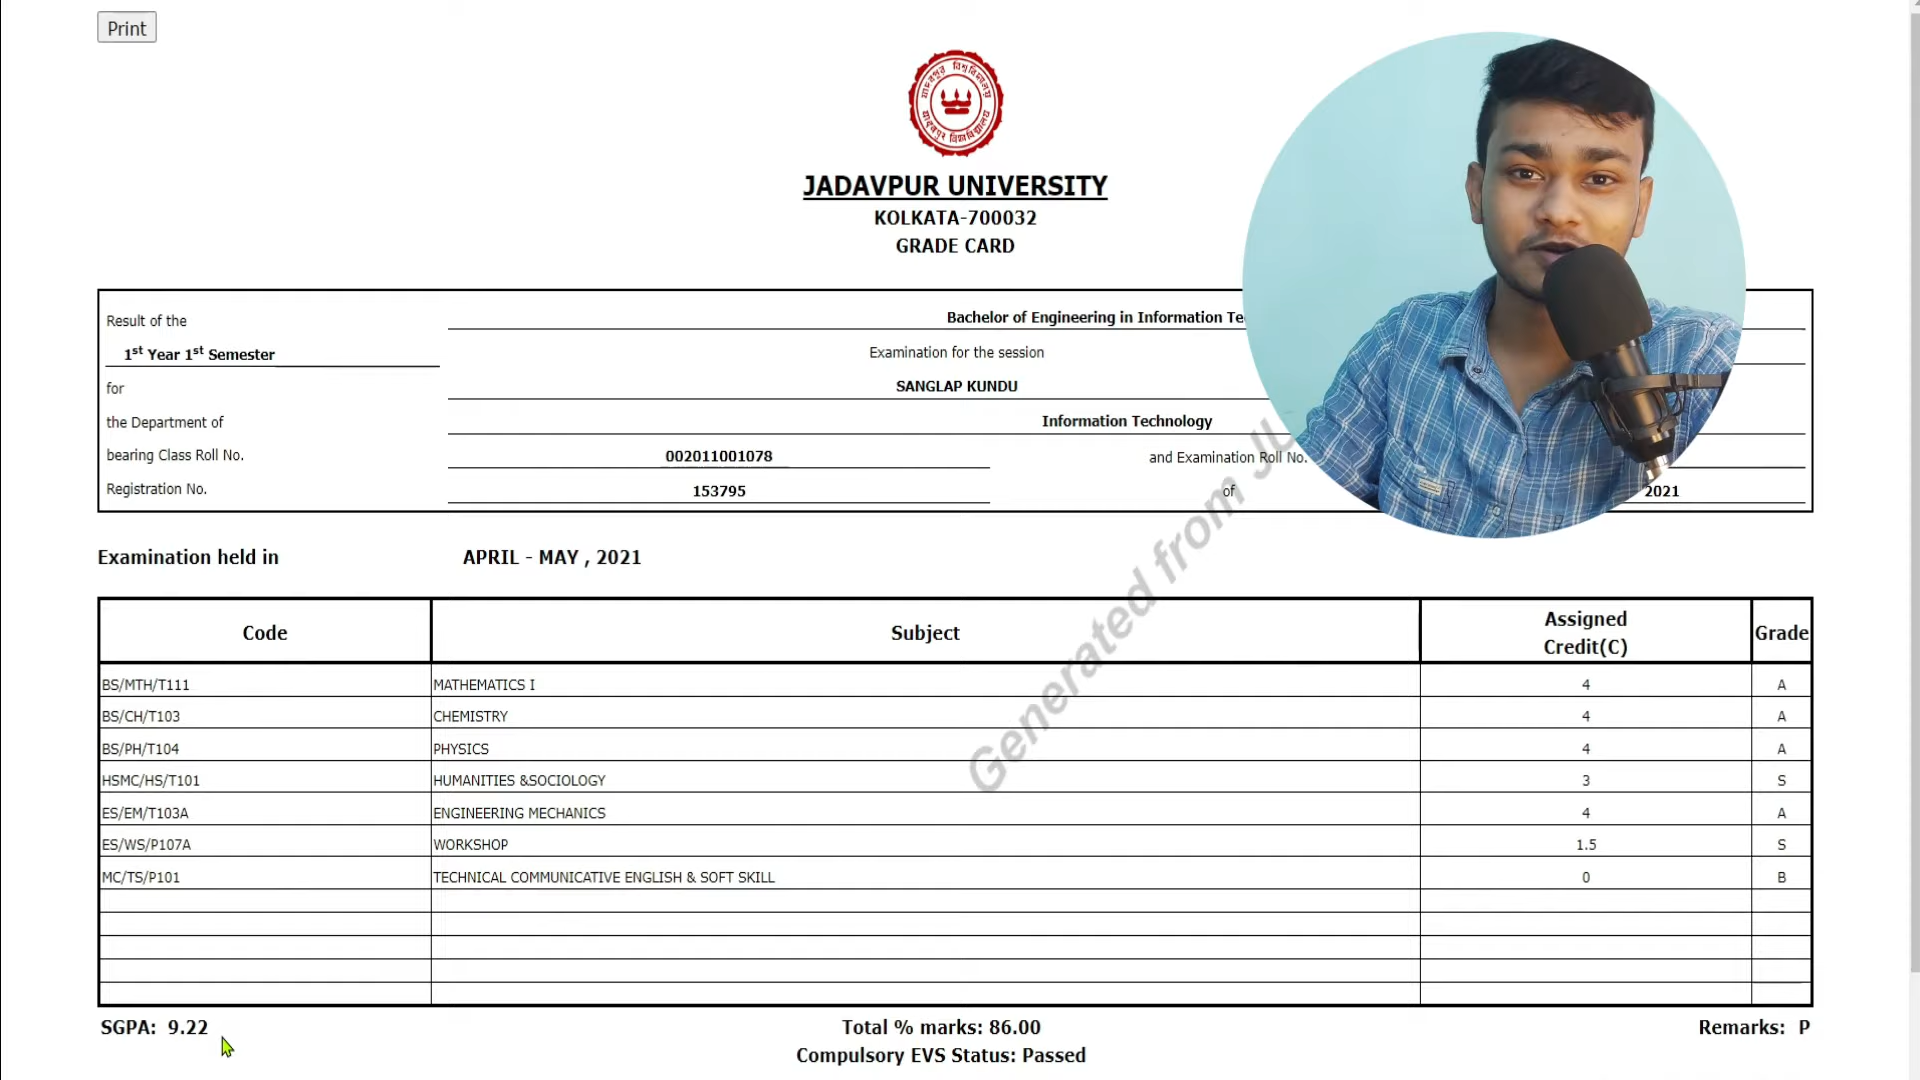 Print
যাদবপুর বিশ্ববিদ্যালয়
JADAVPUR UNIVERSITY
KOLKATA-700032
GRADE CARD
Result of the Bachelor of Engineering in Information Te
1st Year 1st Semester Examination for the session
for SANGLAP KUNDU
the Department of Information Technology
bearing Class Roll No. 002011001078 and Examination Roll No.
Registration No. 153795 of 2021
Generated from JU
Examination held in APRIL - MAY , 2021
Code Subject Assigned Credit(C) Grade
BS/MTH/T111 MATHEMATICS I 4 A
BS/CH/T103 CHEMISTRY 4 A
BS/PH/T104 PHYSICS 4 A
HSMC/HS/T101 HUMANITIES &SOCIOLOGY 3 S
ES/EM/T103A ENGINEERING MECHANICS 4 A
ES/WS/P107A WORKSHOP 1.5 S
MC/TS/P101 TECHNICAL COMMUNICATIVE ENGLISH & SOFT SKILL 0 B
SGPA: 9.22 Total % marks: 86.00 Remarks: P
Compulsory EVS Status: Passed